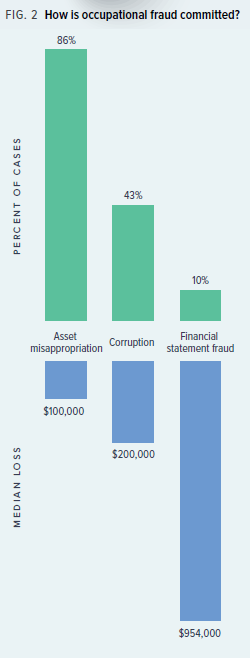 FIG. 2 How is occupational fraud committed?
86%
43%
10%
PERCENT OF CASES
Asset
misappropriation
Corruption
Financial
statement fraud
$100,000
$200,000
$954,000
MEDIAN LOSS